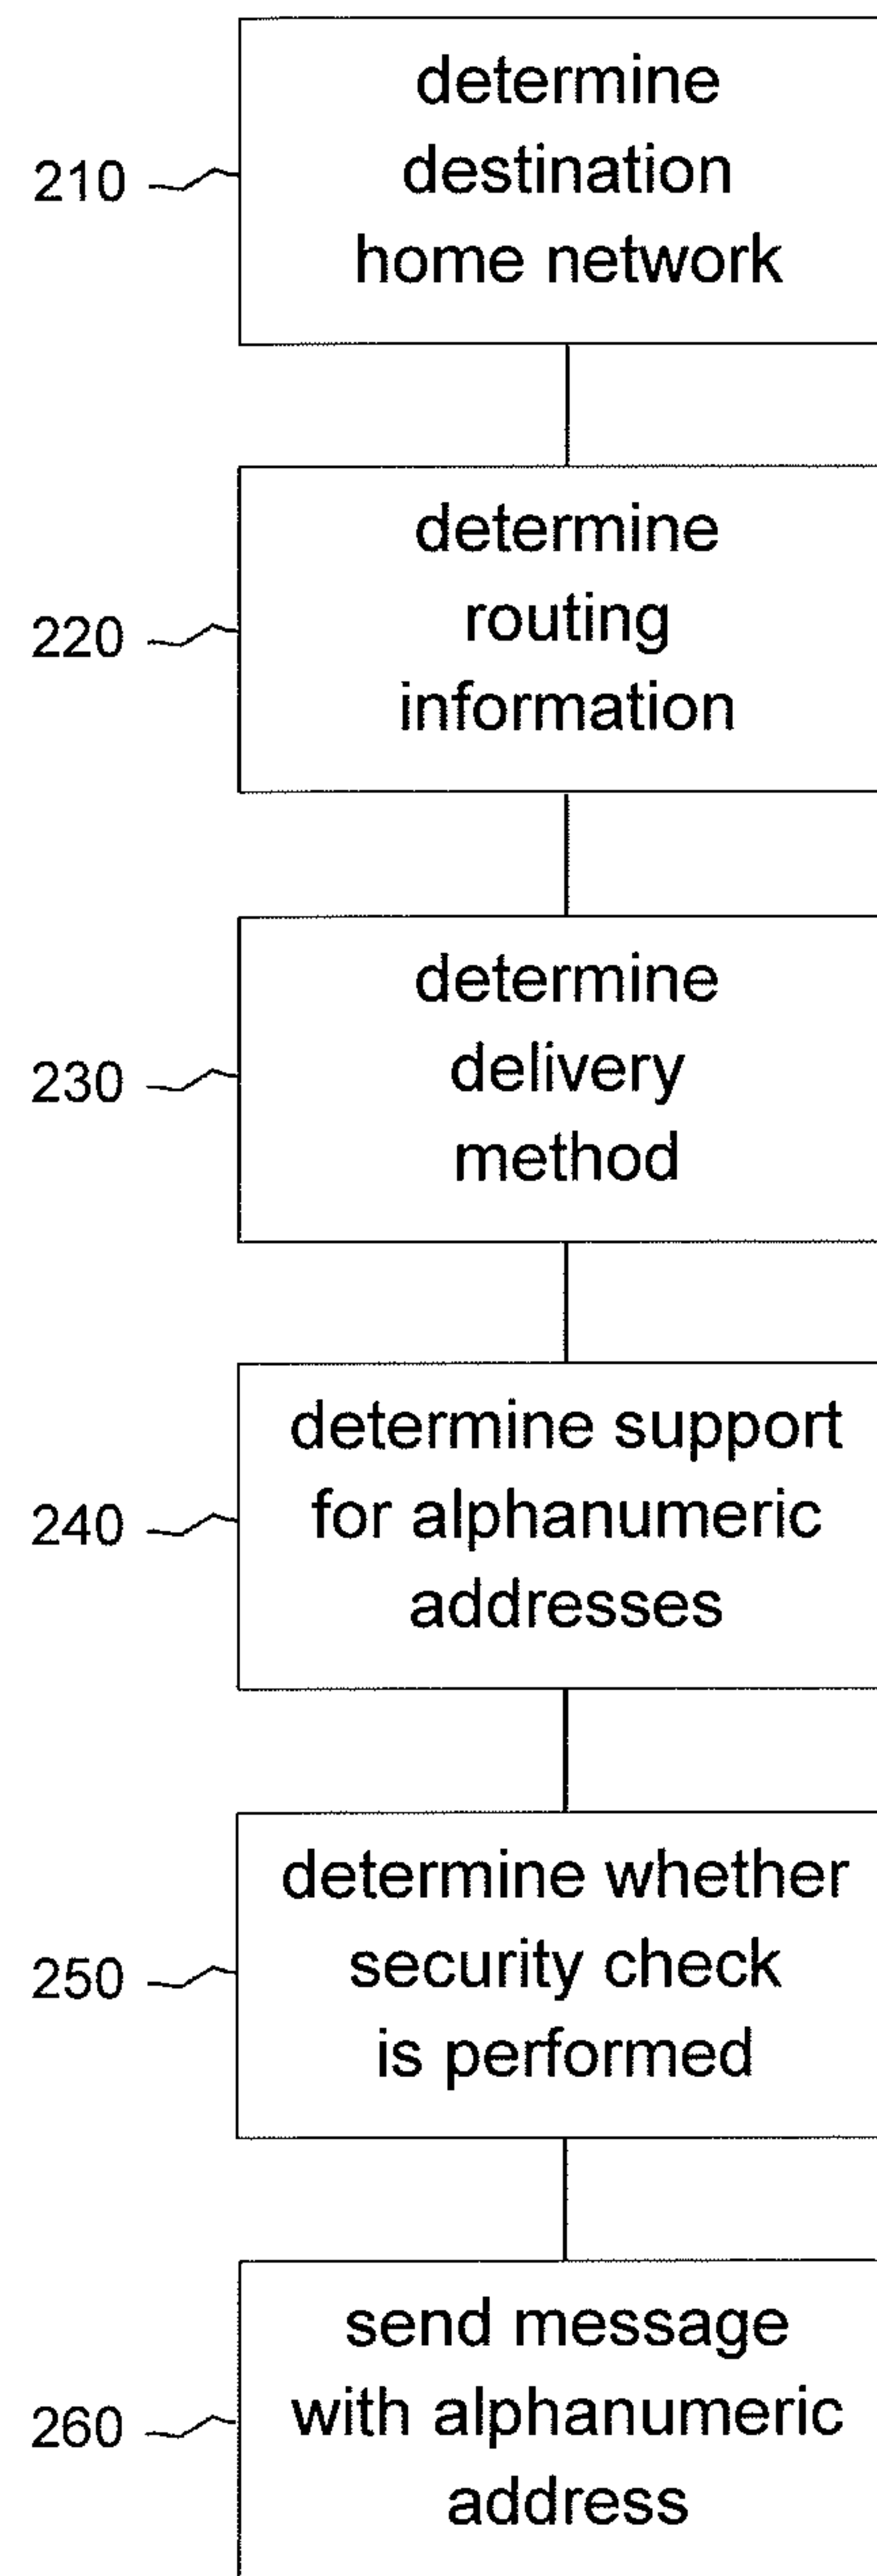 determine
destination
home network
210
determine
routing
information
220
determine
delivery
method
230
determine support
for alphanumeric
addresses
240
determine whether
security check
is performed
250
send message
with alphanumeric
address
260